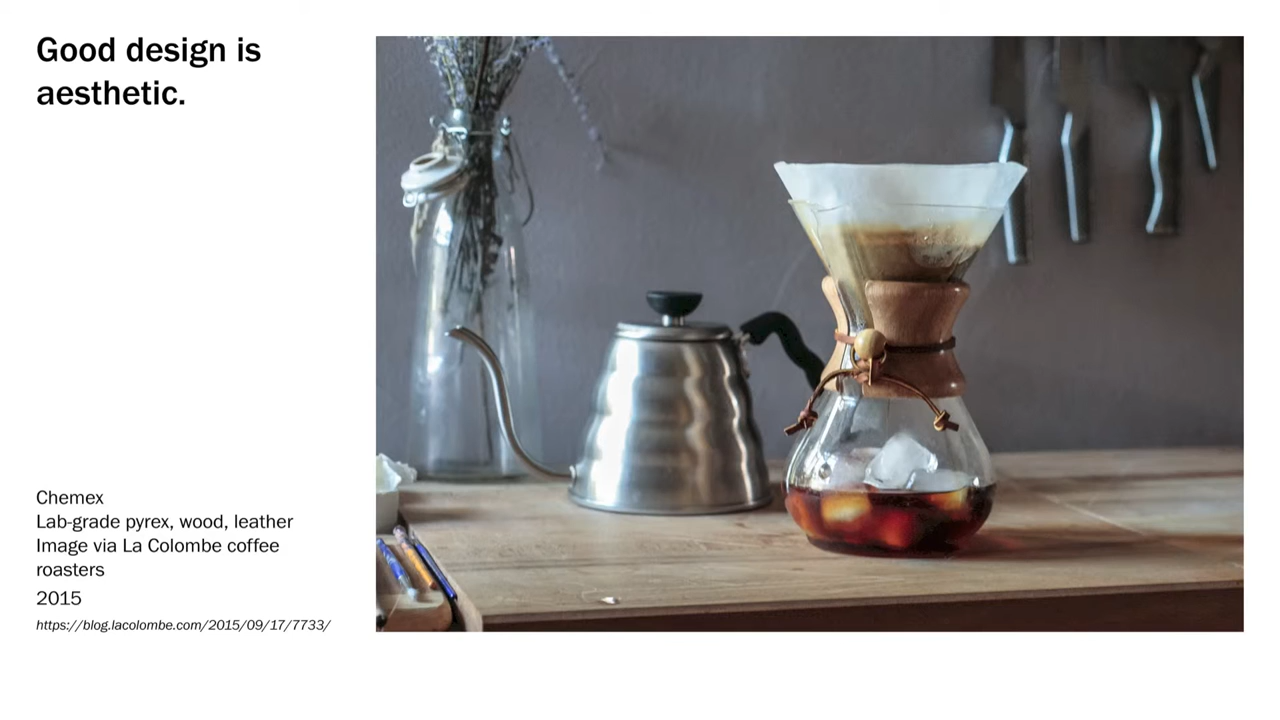 Good design is
aesthetic.
Chemex
Lab-grade pyrex, wood, leather
Image via La Colombe coffee
roasters
2015
https://blog.lacolombe.com/2015/09/17/7733/